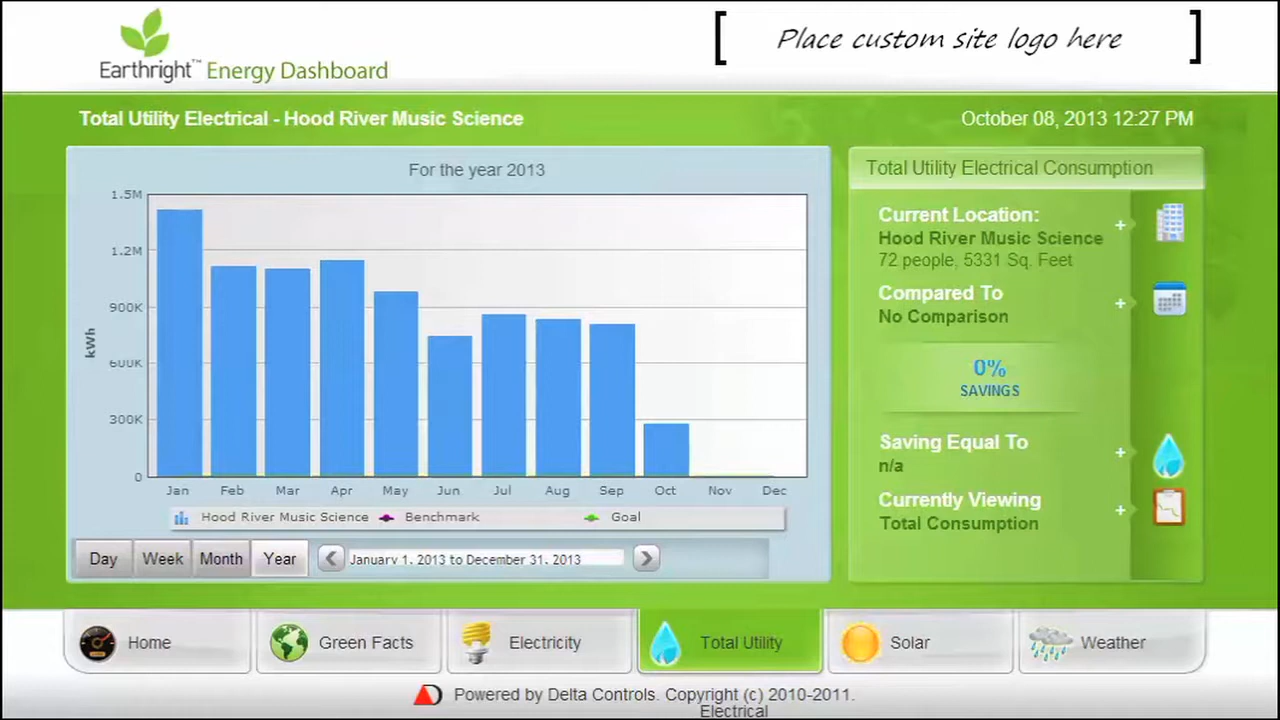 Earthright™ Energy Dashboard
[ Place custom site logo here ]
Total Utility Electrical - Hood River Music Science
October 08, 2013 12:27 PM
For the year 2013
1.5M
1.2M
900K
600K
300K
0
kWh
Jan Feb Mar Apr May Jun Jul Aug Sep Oct Nov Dec
Hood River Music Science Benchmark Goal
Day Week Month Year January 1, 2013 to December 31, 2013
Total Utility Electrical Consumption
Current Location:
Hood River Music Science
72 people, 5331 Sq. Feet
Compared To
No Comparison
0%
SAVINGS
Saving Equal To
n/a
Currently Viewing
Total Consumption
Home Green Facts Electricity Total Utility Solar Weather
Powered by Delta Controls. Copyright (c) 2010-2011.
Electrical